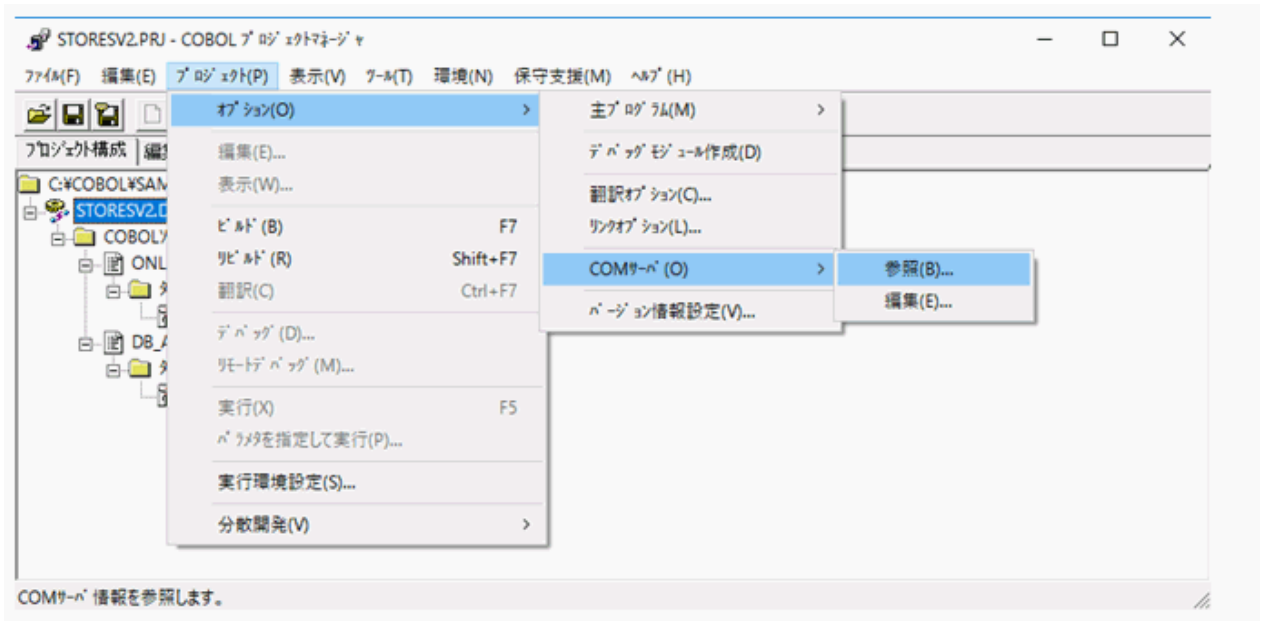 STORESV2.PRJ - COBOL ﾌﾟﾛｼﾞｪｸﾄﾏﾈｰｼﾞｬ
ﾌｧｲﾙ(F) 編集(E) ﾌﾟﾛｼﾞｪｸﾄ(P) 表示(V) ﾂｰﾙ(T) 環境(N) 保守支援(M) ﾍﾙﾌﾟ(H)
ｵﾌﾟｼｮﾝ(O)
主ﾌﾟﾛｸﾞﾗﾑ(M)
ﾌﾟﾛｼﾞｪｸﾄ構成
編集(E)...
ﾃﾞﾊﾞｯｸﾞﾓｼﾞｭｰﾙ作成(D)
C:¥COBOL¥SAM
表示(W)...
翻訳ｵﾌﾟｼｮﾝ(C)...
STORESV2.D
ﾋﾞﾙﾄﾞ(B) F7
ﾘﾝｸｵﾌﾟｼｮﾝ(L)...
COBOLｿ
ONL
ﾘﾋﾞﾙﾄﾞ(R) Shift+F7
COMｻｰﾊﾞ(O)
参照(B)...
翻訳(C) Ctrl+F7
ﾊﾞｰｼﾞｮﾝ情報設定(V)...
編集(E)...
ﾃﾞﾊﾞｯｸﾞ(D)...
DB_A
ﾘﾓｰﾄﾃﾞﾊﾞｯｸﾞ(M)...
実行(X) F5
ﾊﾟﾗﾒﾀを指定して実行(P)...
実行環境設定(S)...
分散開発(V)
COMｻｰﾊﾞ情報を参照します。